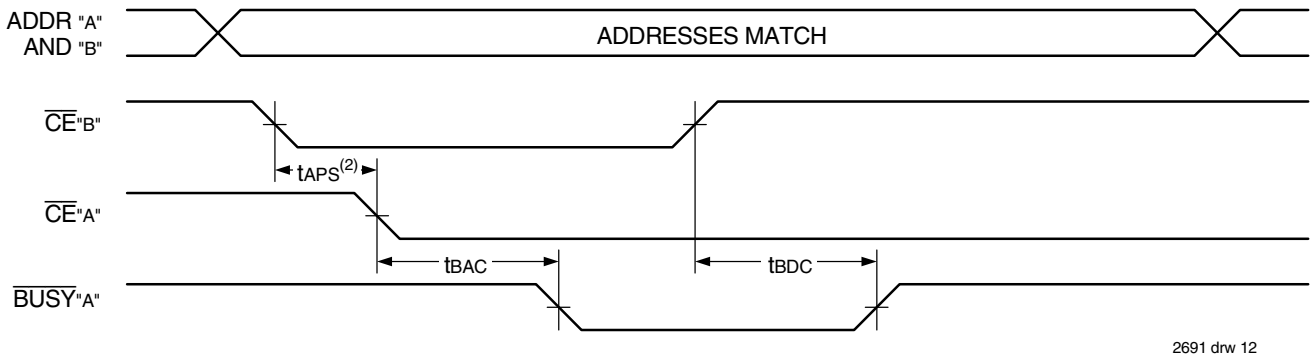 ADDR "A"
AND "B"
ADDRESSES MATCH
CE"B"
tAPS(2)
CE"A"
tBAC
tBDC
BUSY"A"
2691 drw 12